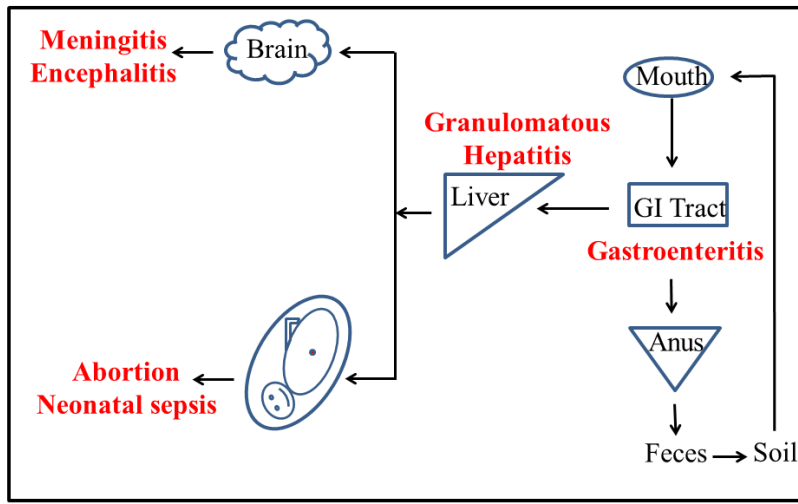 Meningitis
Encephalitis
Brain
Mouth
Granulomatous
Hepatitis
Liver
GI Tract
Gastroenteritis
Anus
Abortion
Neonatal sepsis
Feces
Soil